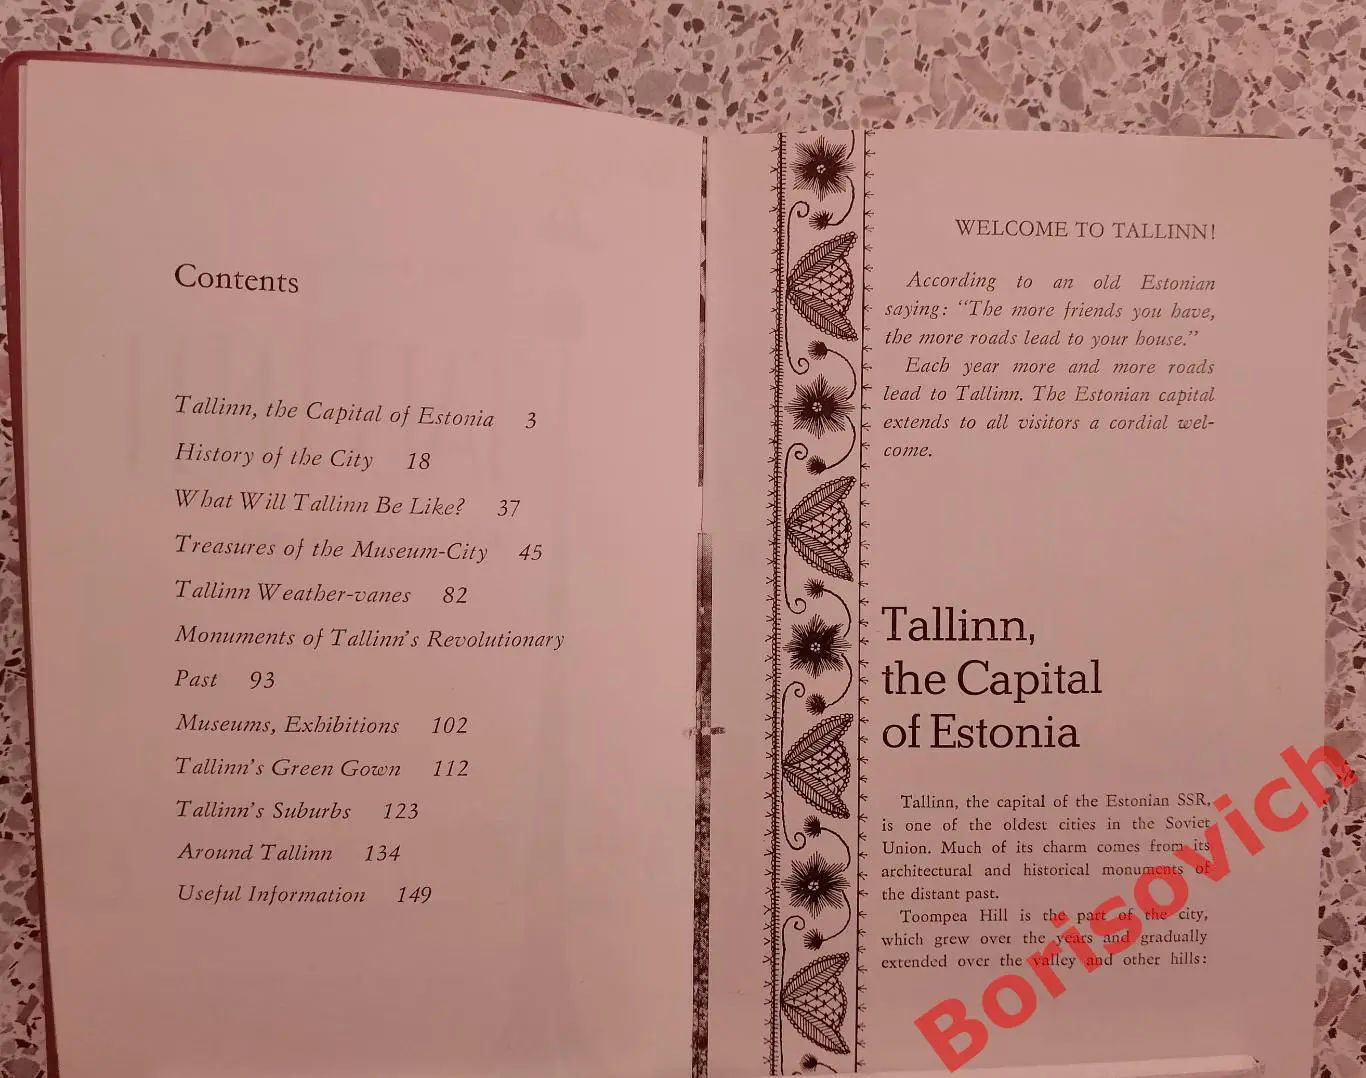 Contents
Tallinn, the Capital of Estonia 3
History of the City 18
What Will Tallinn Be Like? 37
Treasures of the Museum-City 45
Tallinn Weather-vanes 82
Monuments of Tallinn's Revolutionary
Past 93
Museums, Exhibitions 102
Tallinn's Green Gown 112
Tallinn's Suburbs 123
Around Tallinn 134
Useful Information 149
WELCOME TO TALLINN!
According to an old Estonian
saying: “The more friends you have,
the more roads lead to your house.”
Each year more and more roads
lead to Tallinn. The Estonian capital
extends to all visitors a cordial wel-
come.
Tallinn,
the Capital
of Estonia
Tallinn, the capital of the Estonian SSR,
is one of the oldest cities in the Soviet
Union. Much of its charm comes from its
architectural and historical monuments of
the distant past.
Toompea Hill is the part of the city,
which grew over the years and gradually
extended over the valley and other hills:
Borisovich